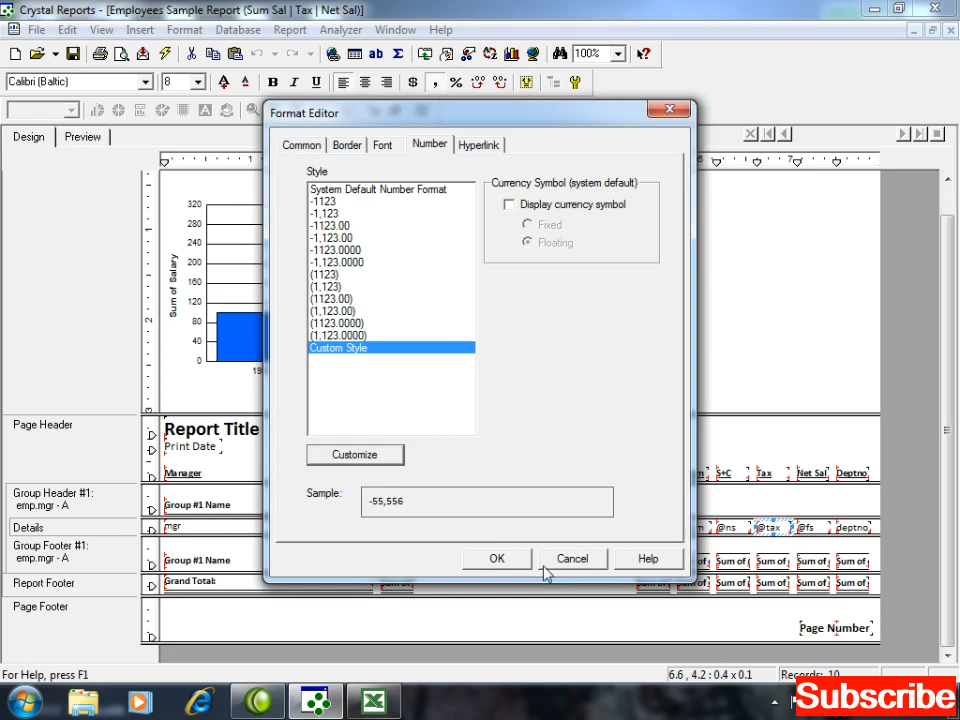 Crystal Reports - [Employees Sample Report (Sum Sal | Tax | Net Sal)]
File Edit View Insert Format Database Report Analyzer Window Help
100%
Calibri (Baltic) 8
Design Preview
Format Editor
Common Border Font Number Hyperlink
Style
System Default Number Format
-1123
-1,123
-1123.00
-1,123.00
-1123.0000
-1,123.0000
(1123)
(1,123)
(1123.00)
(1,123.00)
(1123.0000)
(1,123.0000)
Custom Style
Currency Symbol (system default)
Display currency symbol
Fixed
Floating
Customize
Sample: -55,556
OK Cancel Help
Sum of Salary
320
280
240
200
160
120
80
40
0
Page Header
Report Title
Print Date
Manager S+C Tax Net Sal Deptno
Group Header #1:
emp.mgr - A
Group #1 Name
Details mgr @ns @tax @fs deptno
Group Footer #1:
emp.mgr - A
Group #1 Name Sum of Sum of Sum of
Report Footer Grand Total: Sum of Sum of Sum of
Page Footer
Page Number
For Help, press F1 6.6 , 4.2 : 0.4 x 0.1 Records: 10
Subscribe